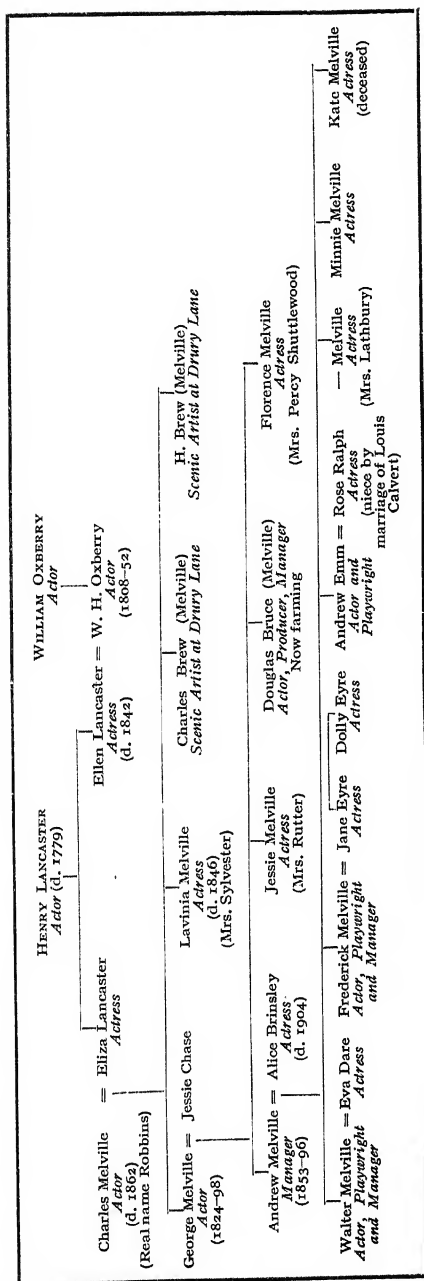 HENRY LANCASTER
Actor (d. 1779)
WILLIAM OXBERRY
Actor
Charles Melville = Eliza Lancaster
Actor
(d. 1862)
(Real name Robbins)
Actress
Ellen Lancaster = W. H. Oxberry
Actress
(d. 1842)
Actor
(1808–52)
George Melville = Jessie Chase
Actor
(1824–98)
Lavinia Melville
Actress
(d. 1846)
(Mrs. Sylvester)
Charles Brew (Melville)
Scenic Artist at Drury Lane
H. Brew (Melville)
Scenic Artist at Drury Lane
Andrew Melville = Alice Brinsley
Manager
(1853–96)
Actress
(d. 1904)
Jessie Melville
Actress
(Mrs. Rutter)
Douglas Bruce (Melville)
Actor, Producer, Manager
Now farming
Florence Melville
Actress
(Mrs. Percy Shuttlewood)
Walter Melville = Eva Dare
Actor, Playwright
and Manager
Actress
Frederick Melville = Jane Eyre
Actor, Playwright
and Manager
Actress
Dolly Eyre
Actress
Andrew Emm = Rose Ralph
Actor and
Playwright
Actress
(niece by
marriage of Louis
Calvert)
— Melville
Actress
(Mrs. Lathbury)
Minnie Melville
Actress
Kate Melville
Actress
(deceased)